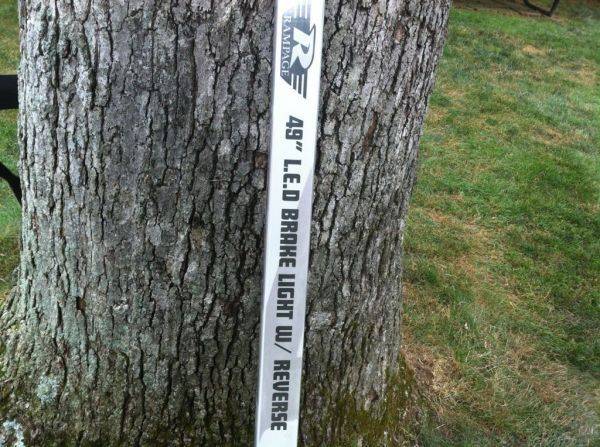 R
RAMPAGE
49" L.E.D BRAKE LIGHT W/ REVERSE